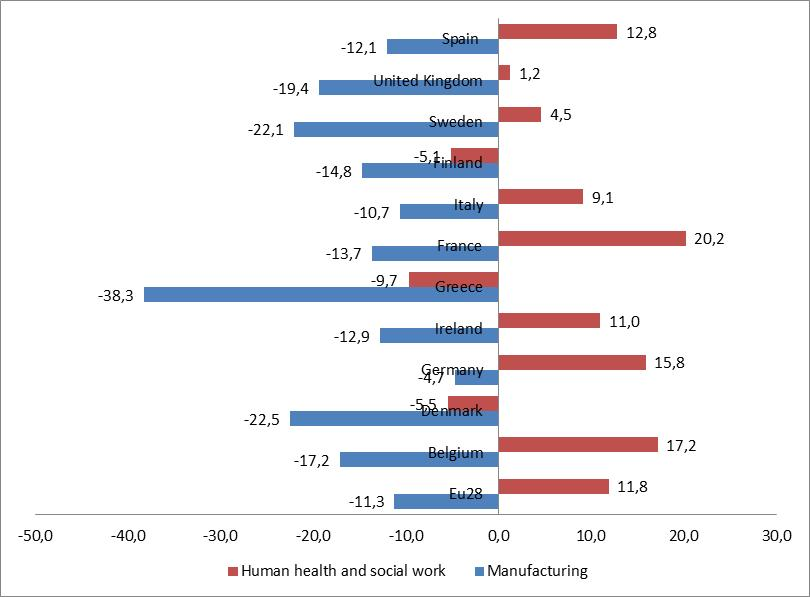 Spain 12,8
-12,1
United Kingdom 1,2
-19,4
Sweden 4,5
-22,1
-5,1
Finland
-14,8
Italy 9,1
-10,7
France 20,2
-13,7
-9,7
Greece
-38,3
Ireland 11,0
-12,9
Germany 15,8
-4,7
-5,5
Denmark
-22,5
Belgium 17,2
-17,2
Eu28 11,8
-11,3
-50,0 -40,0 -30,0 -20,0 -10,0 0,0 10,0 20,0 30,0
Human health and social work Manufacturing